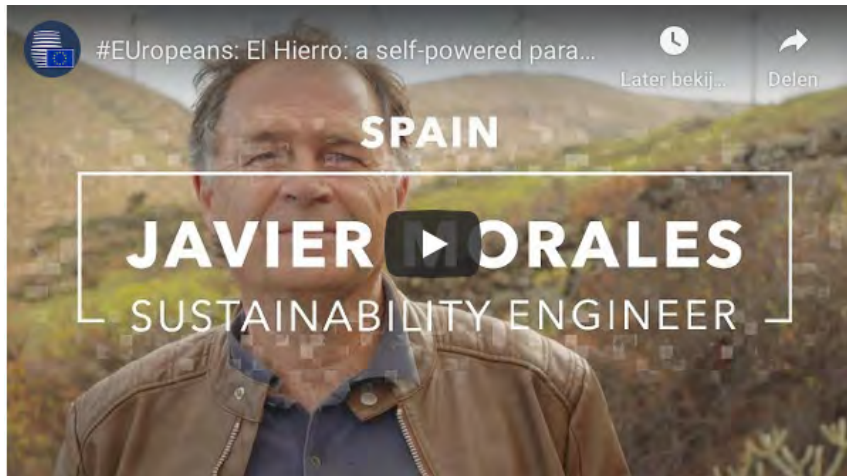 #EUropeans: El Hierro: a self-powered para...
Later bekij...
Delen
SPAIN
JAVIER MORALES
SUSTAINABILITY ENGINEER